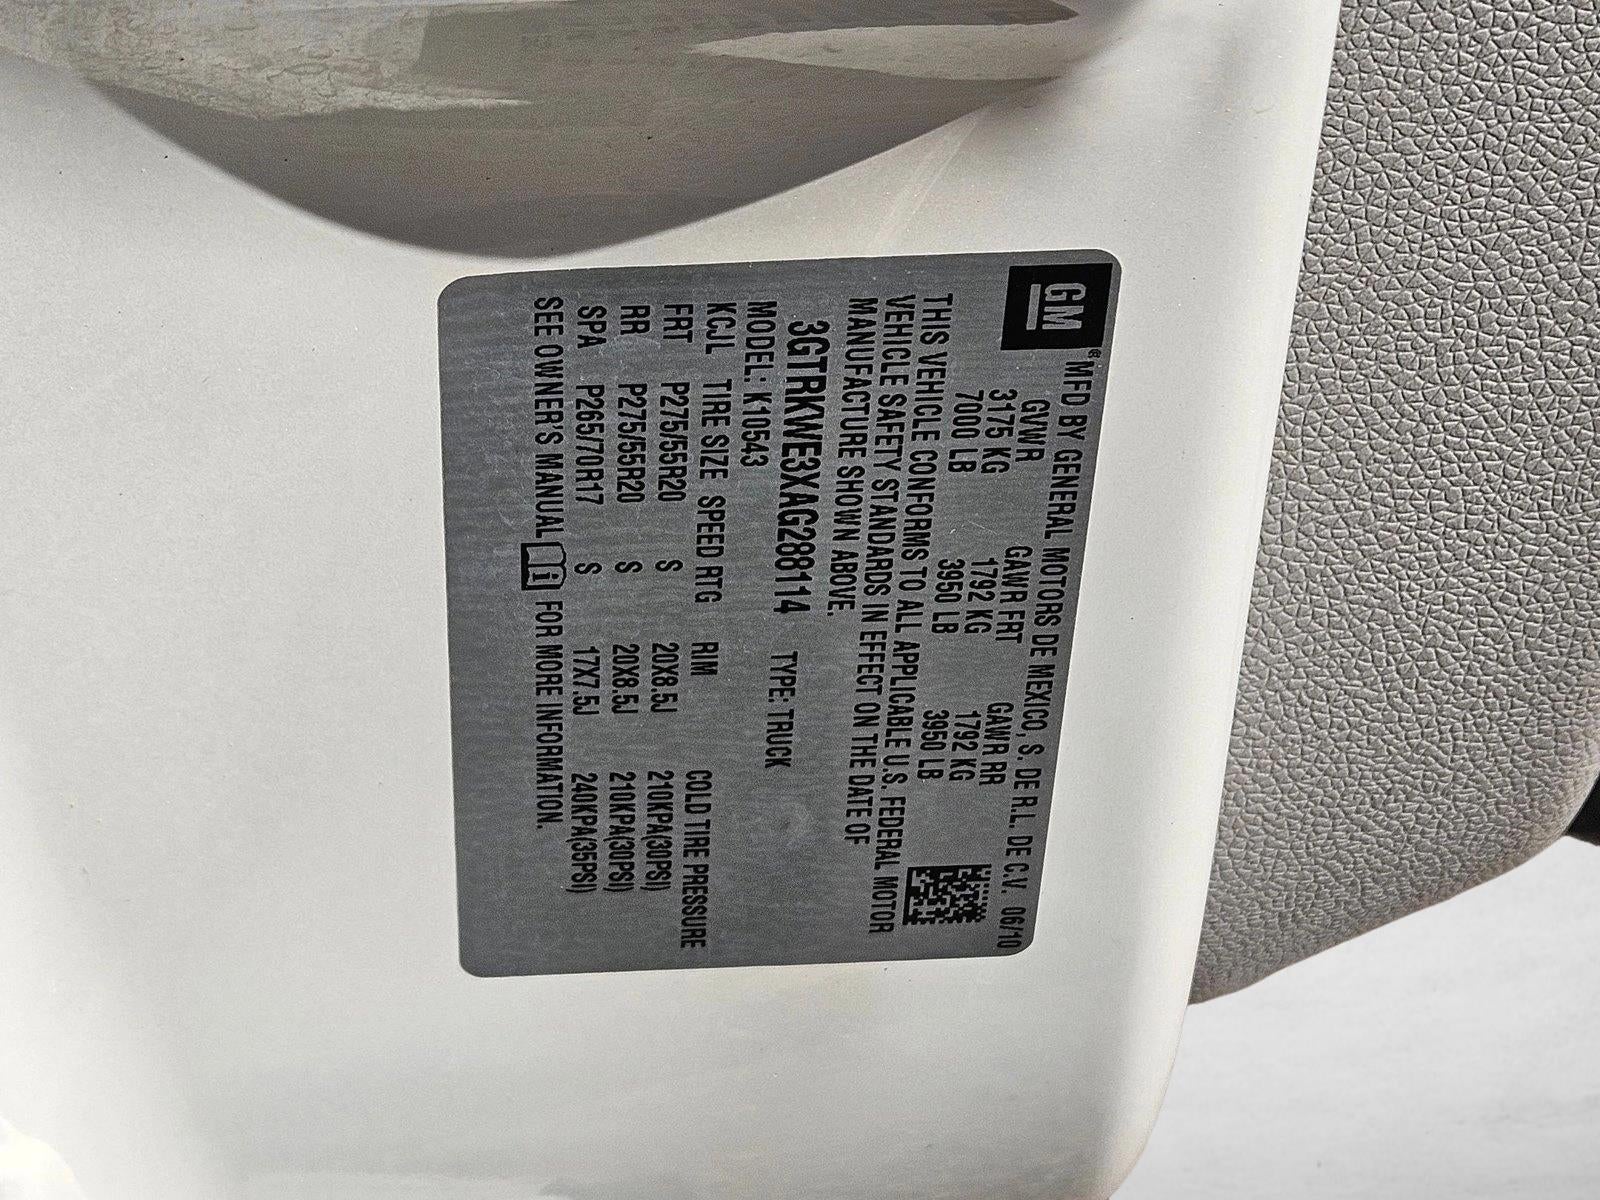 GM
® MFD BY GENERAL MOTORS DE MEXICO, S. DE R.L. DE C.V. 06/10
GVWR GAWR FRT GAWR RR
3175 KG 1792 KG 1792 KG
7000 LB 3950 LB 3950 LB
THIS VEHICLE CONFORMS TO ALL APPLICABLE U.S. FEDERAL MOTOR
VEHICLE SAFETY STANDARDS IN EFFECT ON THE DATE OF
MANUFACTURE SHOWN ABOVE.
3GTRKWE3XAG288114 TYPE: TRUCK
MODEL: K10543
KCJL TIRE SIZE SPEED RTG RIM COLD TIRE PRESSURE
FRT P275/55R20 S 20X8.5J 210KPA(30PSI)
RR P275/55R20 S 20X8.5J 210KPA(30PSI)
SPA P265/70R17 S 17X7.5J 240KPA(35PSI)
SEE OWNER'S MANUAL i FOR MORE INFORMATION.